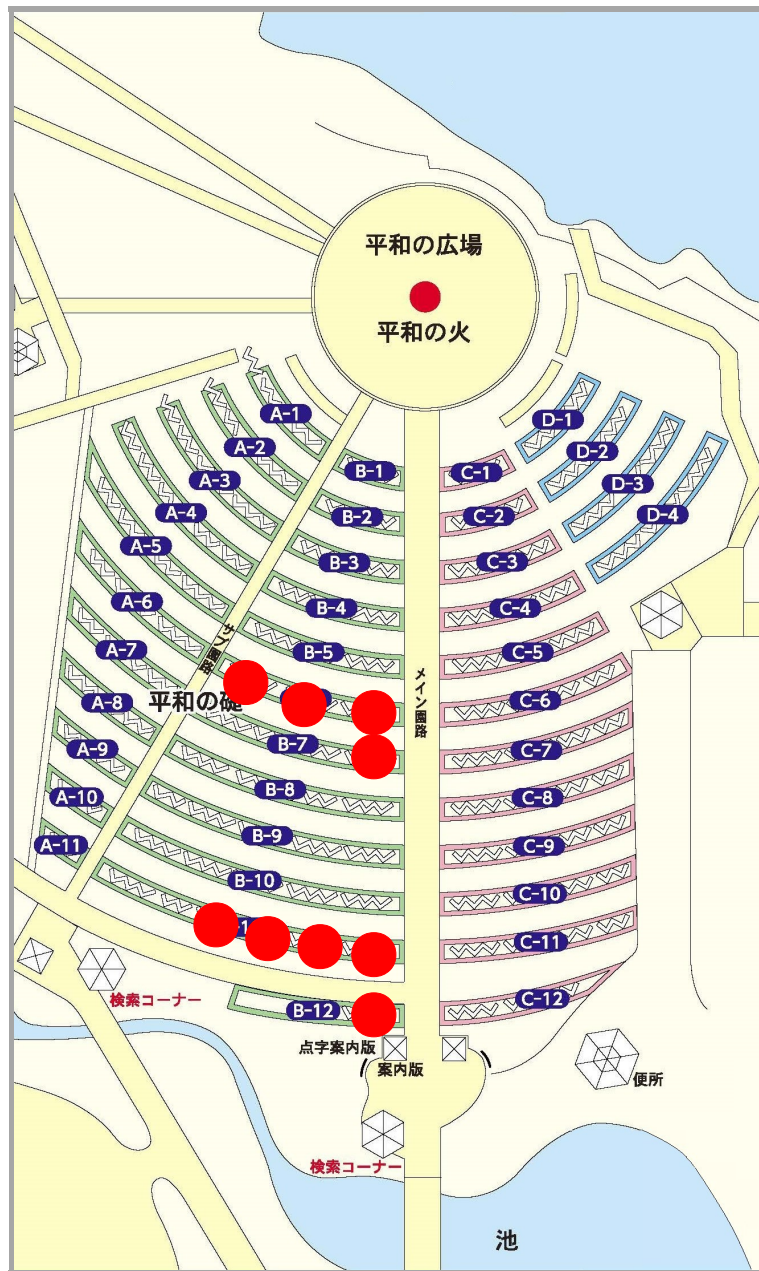 平和の広場
平和の火
A-1
A-2
A-3
A-4
A-5
A-6
A-7
A-8
A-9
A-10
A-11
B-1
B-2
B-3
B-4
B-5
B-7
B-8
B-9
B-10
B-12
C-1
C-2
C-3
C-4
C-5
C-6
C-7
C-8
C-9
C-10
C-11
C-12
D-1
D-2
D-3
D-4
サブ園路
メイン園路
平和の礎
検索コーナー
点字案内版
案内版
便所
検索コーナー
池